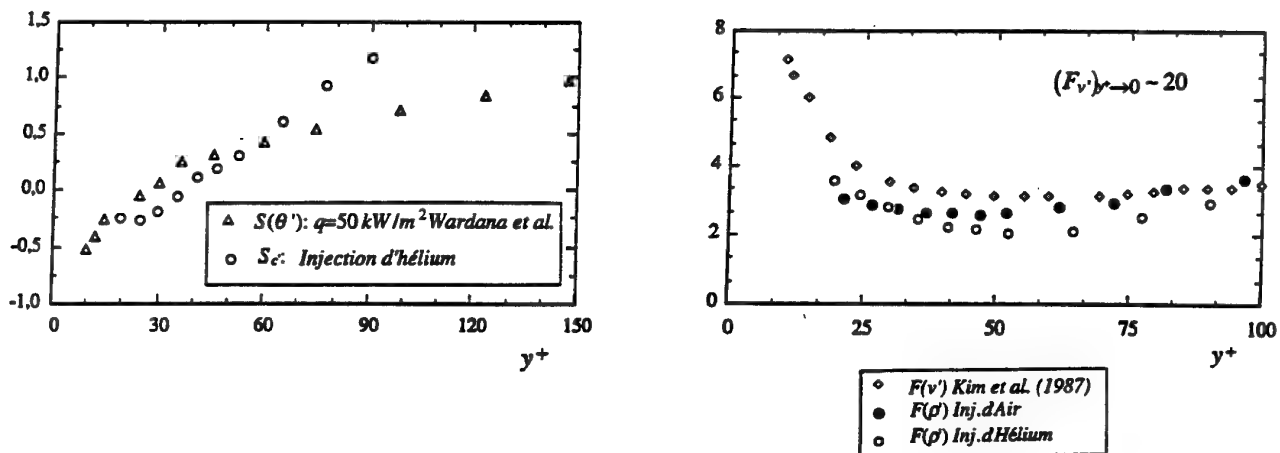 1,5
1,0
0,5
0,0
-0,5
-1,0
0 30 60 90 120 150
y+
S(θ'): q=50 kW/m² Wardana et al.
Sc': Injection d'hélium
8
6
4
2
0
0 25 50 75 100
y+
(Fv')y+→0 ~ 20
F(v') Kim et al. (1987)
F(ρ') Inj.d'Air
F(ρ') Inj.d'Hélium